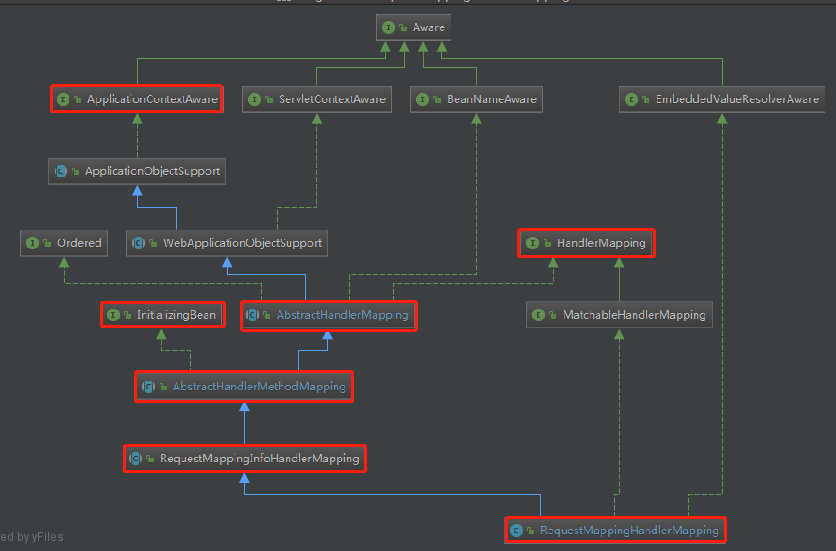 Aware
ApplicationContextAware
ServletContextAware
BeanNameAware
EmbeddedValueResolverAware
ApplicationObjectSupport
Ordered
WebApplicationObjectSupport
HandlerMapping
InitializingBean
AbstractHandlerMapping
MatchableHandlerMapping
AbstractHandlerMethodMapping
RequestMappingInfoHandlerMapping
RequestMappingHandlerMapping
ed by yFiles